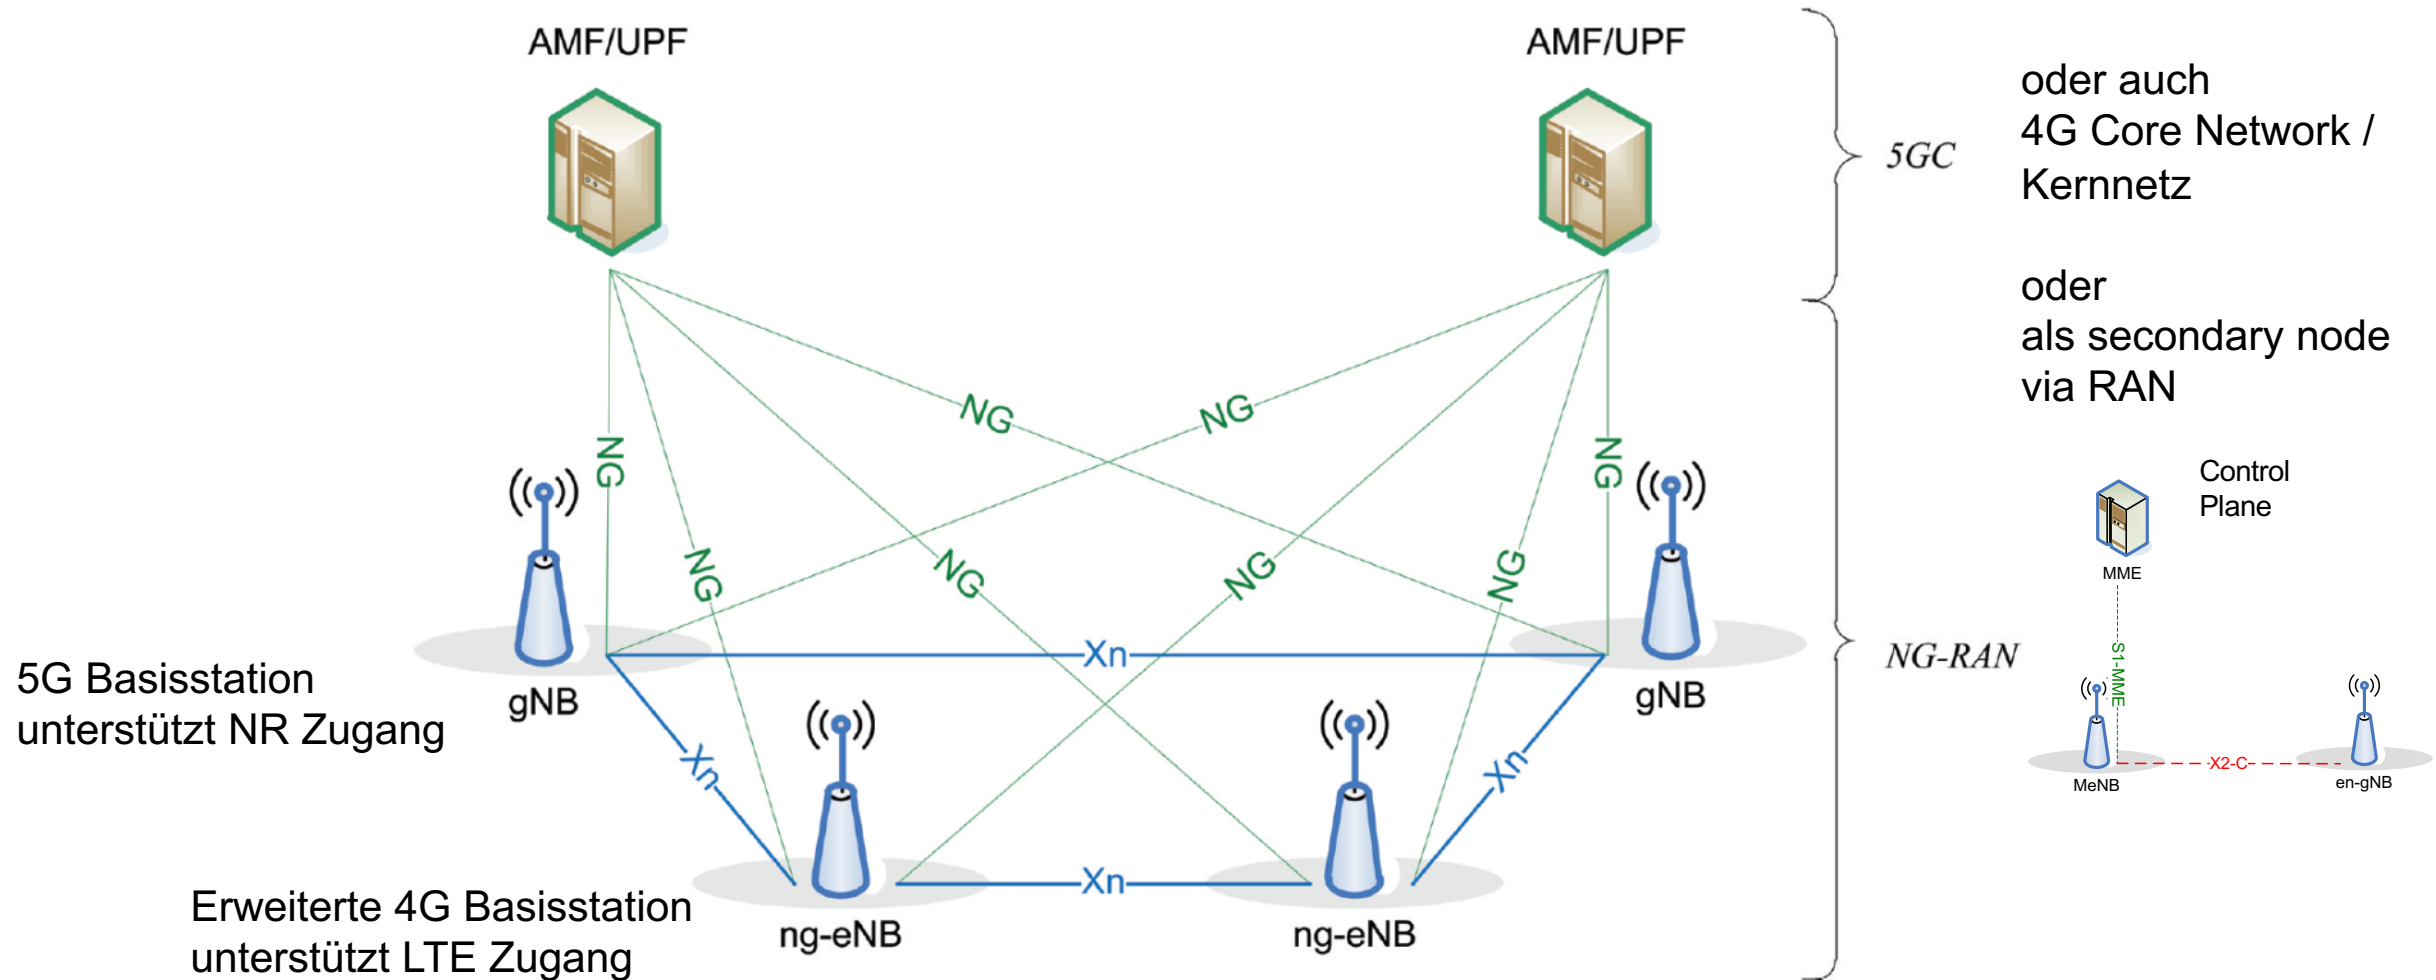 AMF/UPF
AMF/UPF
oder auch
4G Core Network /
Kernnetz
5GC
oder
als secondary node
via RAN
NG
NG
NG
NG
NG
NG
NG
NG
Control
Plane
MME
S1-MME
Xn
gNB
gNB
NG-RAN
5G Basisstation
unterstützt NR Zugang
Xn
Xn
X2-C
MeNB
en-gNB
Xn
Erweiterte 4G Basisstation
unterstützt LTE Zugang
ng-eNB
ng-eNB